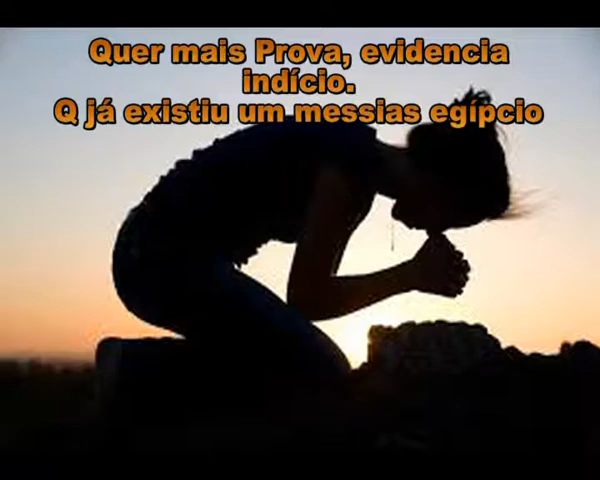 Quer mais Prova, evidencia
indício.
Q já existiu um messias egípcio